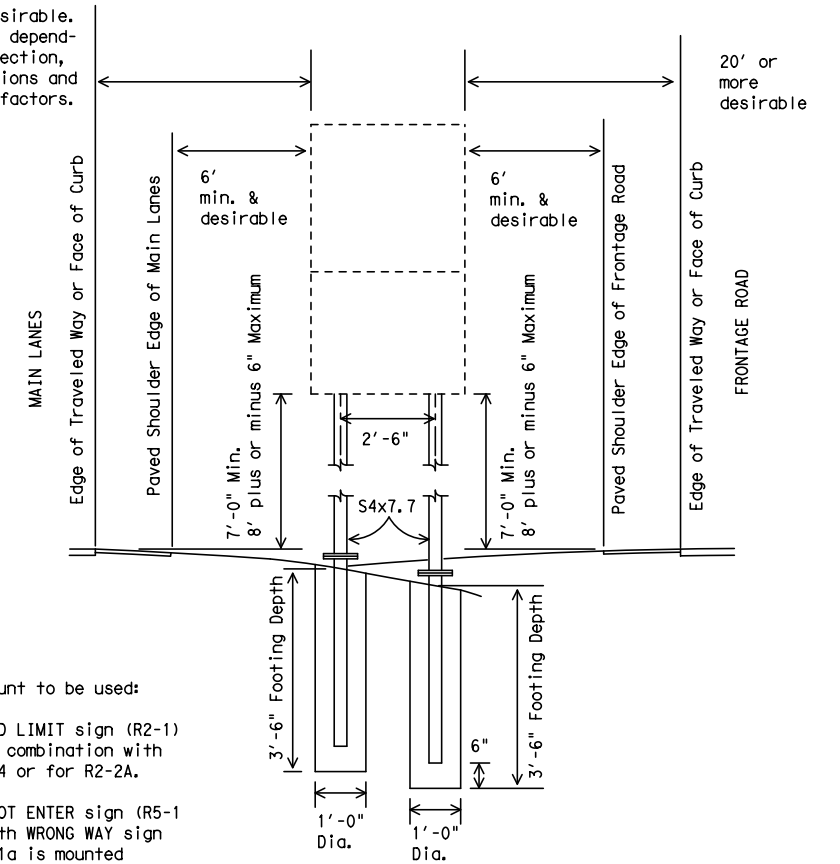 sirable.
depend-
ection,
ions and
factors.
20' or
more
desirable
6'
min. &
desirable
6'
min. &
desirable
MAIN LANES
Edge of Traveled Way or Face of Curb
Paved Shoulder Edge of Main Lanes
7'-0" Min.
8' plus or minus 6" Maximum
2'-6"
S4x7.7
7'-0" Min.
8' plus or minus 6" Maximum
Paved Shoulder Edge of Frontage Road
Edge of Traveled Way or Face of Curb
FRONTAGE ROAD
3'-6" Footing Depth
6"
3'-6" Footing Depth
1'-0"
Dia.
1'-0"
Dia.
unt to be used:
D LIMIT sign (R2-1)
combination with
4 or for R2-2A.
OT ENTER sign (R5-1
th WRONG WAY sign
1a is mounted